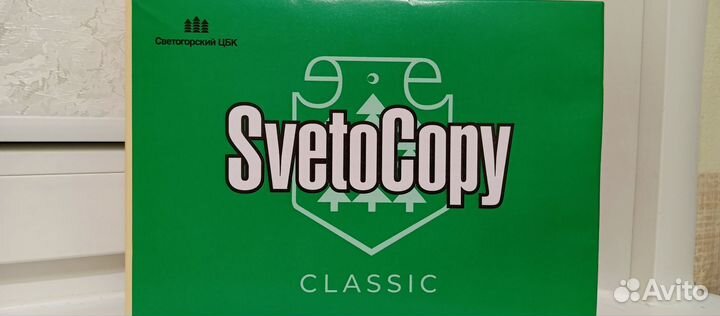 Светогорский ЦБК
SvetoCopy
CLASSIC
Avito